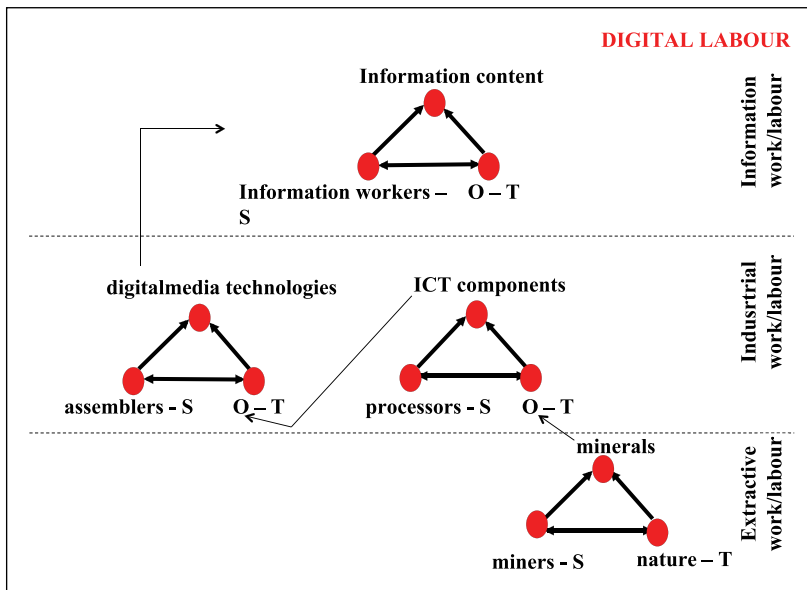 DIGITAL LABOUR
Information content
Information workers –
S
O – T
Information
work/labour
digitalmedia technologies
assemblers - S
O – T
ICT components
processors - S
O – T
Indusrtrial
work/labour
minerals
miners - S
nature – T
Extractive
work/labour